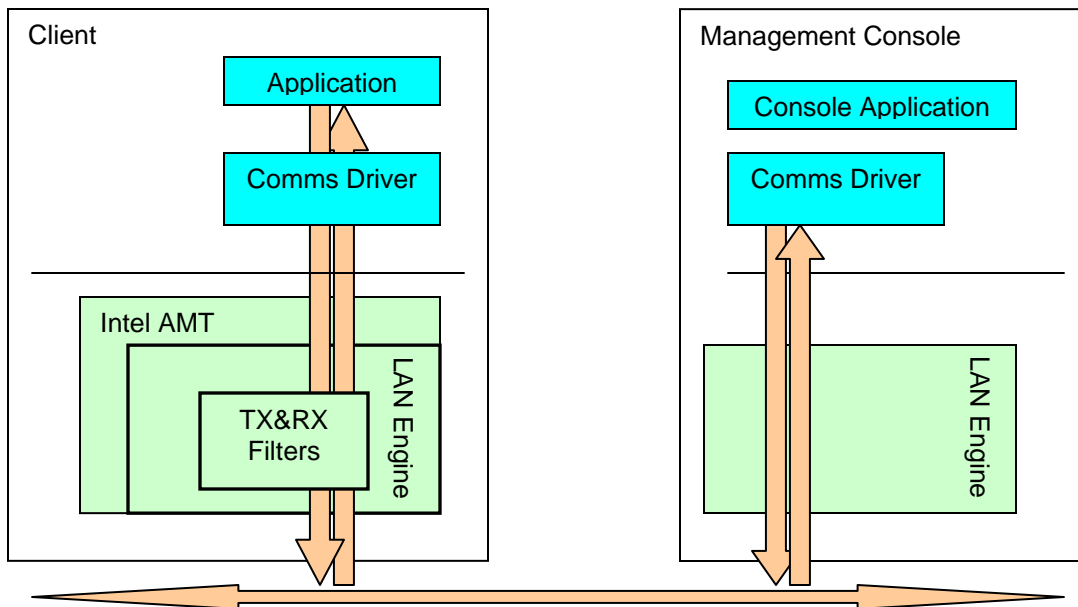 Client
Application
Comms Driver
Intel AMT
LAN Engine
TX&RX
Filters
Management Console
Console Application
Comms Driver
LAN Engine